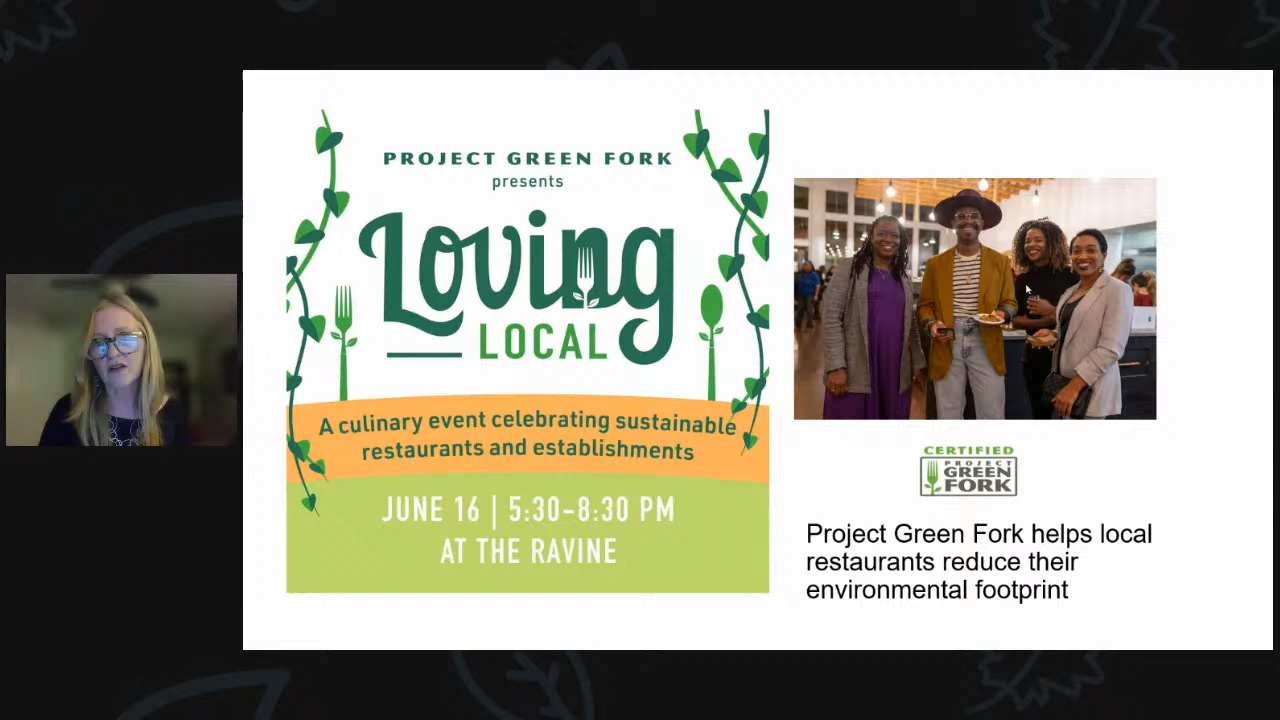 PROJECT GREEN FORK
presents
Loving
LOCAL
A culinary event celebrating sustainable
restaurants and establishments
JUNE 16 | 5:30-8:30 PM
AT THE RAVINE
CERTIFIED
PROJECT
GREEN
FORK
Project Green Fork helps local
restaurants reduce their
environmental footprint